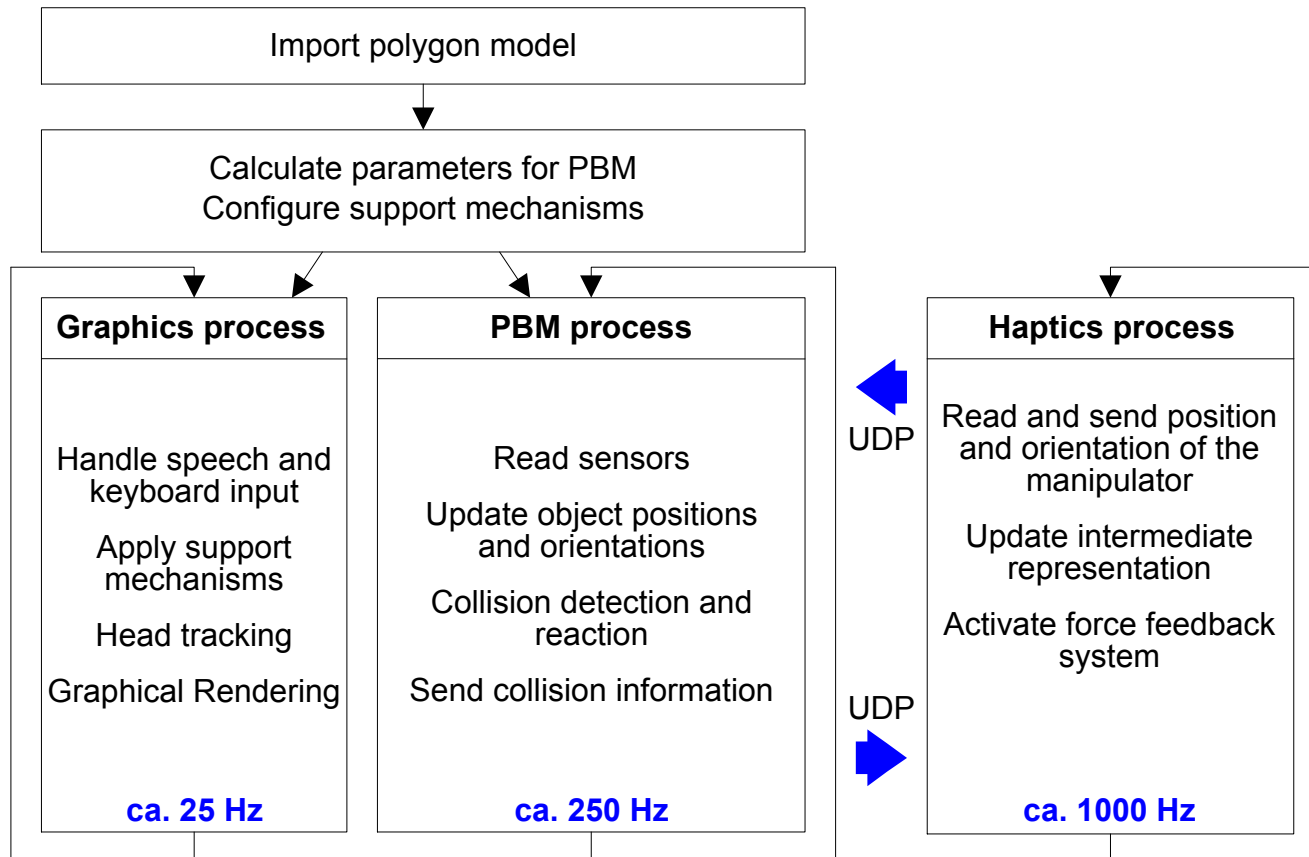 Import polygon model
Calculate parameters for PBM
Configure support mechanisms
Graphics process
Handle speech and
keyboard input
Apply support
mechanisms
Head tracking
Graphical Rendering
ca. 25 Hz
PBM process
Read sensors
Update object positions
and orientations
Collision detection and
reaction
Send collision information
ca. 250 Hz
UDP
UDP
Haptics process
Read and send position
and orientation of the
manipulator
Update intermediate
representation
Activate force feedback
system
ca. 1000 Hz